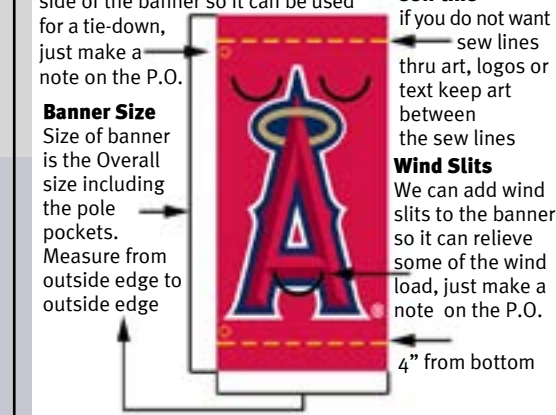 side of the banner so it can be used
for a tie-down,
just make a
note on the P.O.
Banner Size
Size of banner
is the Overall
size including
the pole
pockets.
Measure from
outside edge to
outside edge
if you do not want
sew lines
thru art, logos or
text keep art
between
the sew lines
Wind Slits
We can add wind
slits to the banner
so it can relieve
some of the wind
load, just make a
note on the P.O.
4" from bottom
A
®